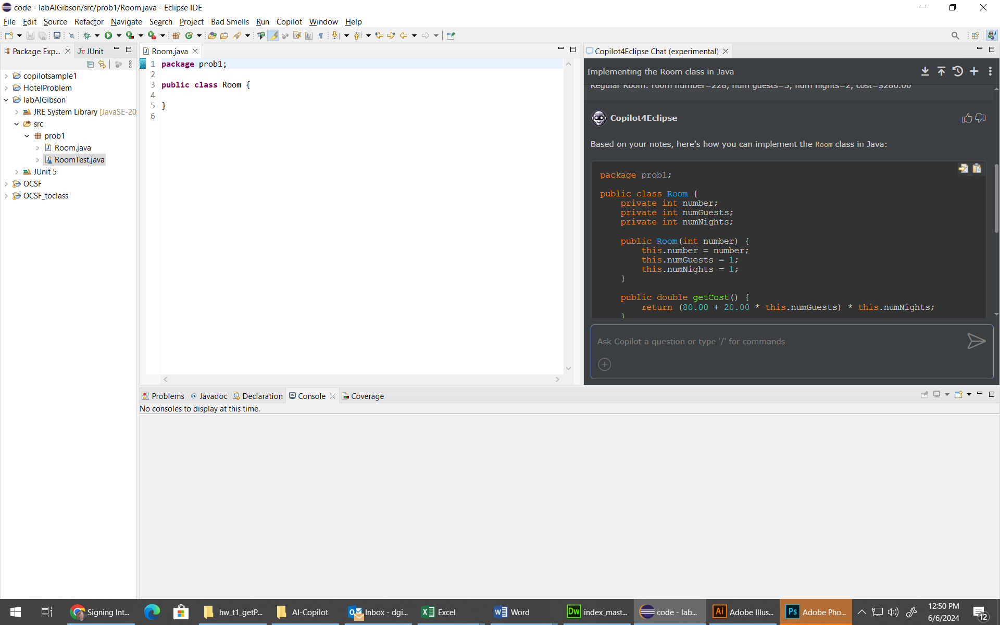 code - labAIGibson/src/prob1/Room.java - Eclipse IDE
File Edit Source Refactor Navigate Search Project Bad Smells Run Copilot Window Help
Package Exp... JUnit
copilotsample1
HotelProblem
labAIGibson
JRE System Library [JavaSE-20
src
prob1
Room.java
RoomTest.java
JUnit 5
OCSF
OCSF_toclass
Room.java
1 package prob1;
2
3 public class Room {
4
5 }
6
Copilot4Eclipse Chat (experimental)
Implementing the Room class in Java
Regular Room: room number=228, num guests=3, num nights=2, cost=$280.00
Copilot4Eclipse
Based on your notes, here's how you can implement the Room class in Java:
package prob1;
public class Room {
private int number;
private int numGuests;
private int numNights;
public Room(int number) {
this.number = number;
this.numGuests = 1;
this.numNights = 1;
}
public double getCost() {
return (80.00 + 20.00 * this.numGuests) * this.numNights;
}
Ask Copilot a question or type '/' for commands
Problems @ Javadoc Declaration Console Coverage
No consoles to display at this time.
Signing Int... hw_t1_getP... AI-Copilot Inbox - dgi... Excel Word index_mast... code - lab... Adobe Illus... Adobe Pho...
12:50 PM
6/6/2024
12